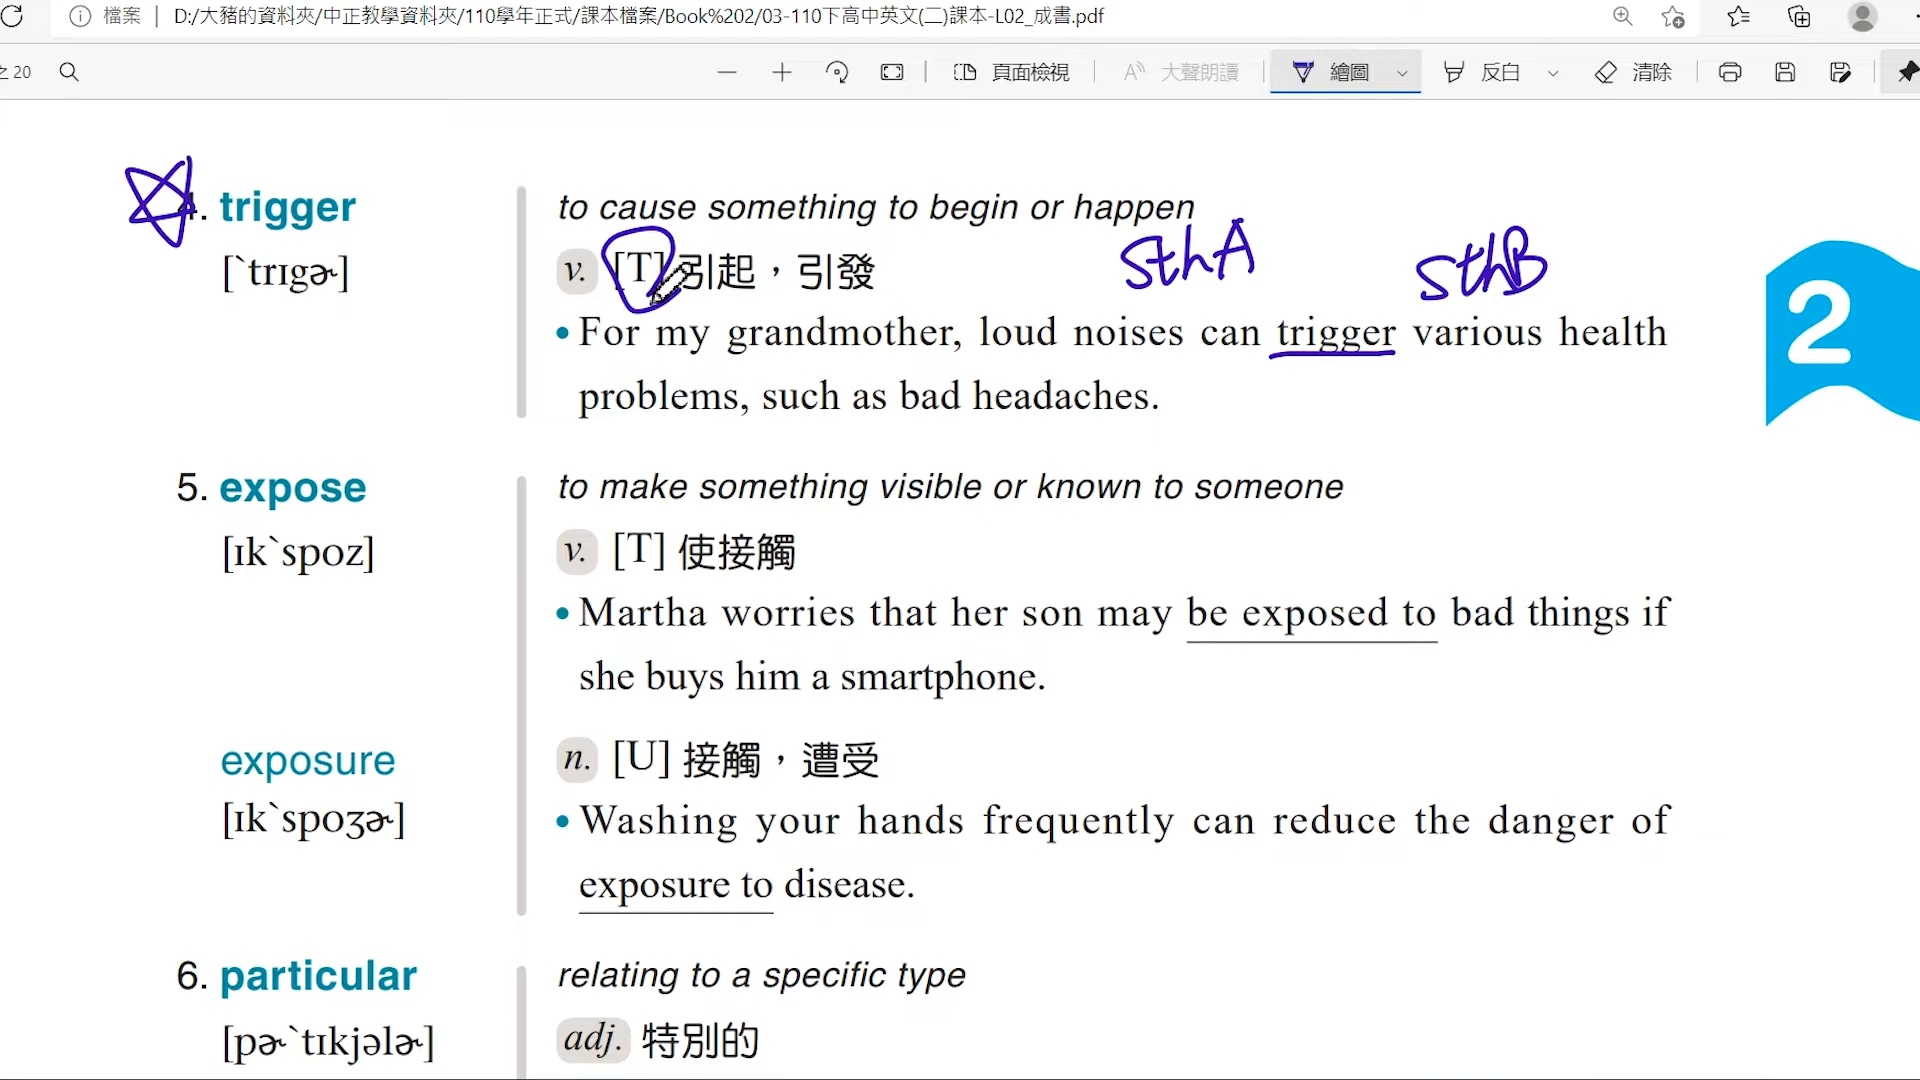 檔案 | D:/大豬的資料夾/中正教學資料夾/110學年正式/課本檔案/Book%202/03-110下高中英文(二)課本-L02_成書.pdf
20 頁面檢視 大聲朗讀 繪圖 反白 清除
4. trigger
[ˋtrɪgɚ]
to cause something to begin or happen
v. [T] 引起，引發
sth A sth B
• For my grandmother, loud noises can trigger various health
problems, such as bad headaches.
2
5. expose
[ɪkˋspoz]
to make something visible or known to someone
v. [T] 使接觸
• Martha worries that her son may be exposed to bad things if
she buys him a smartphone.
exposure
[ɪkˋspoʒɚ]
n. [U] 接觸，遭受
• Washing your hands frequently can reduce the danger of
exposure to disease.
6. particular
[pɚˋtɪkjəlɚ]
relating to a specific type
adj. 特別的